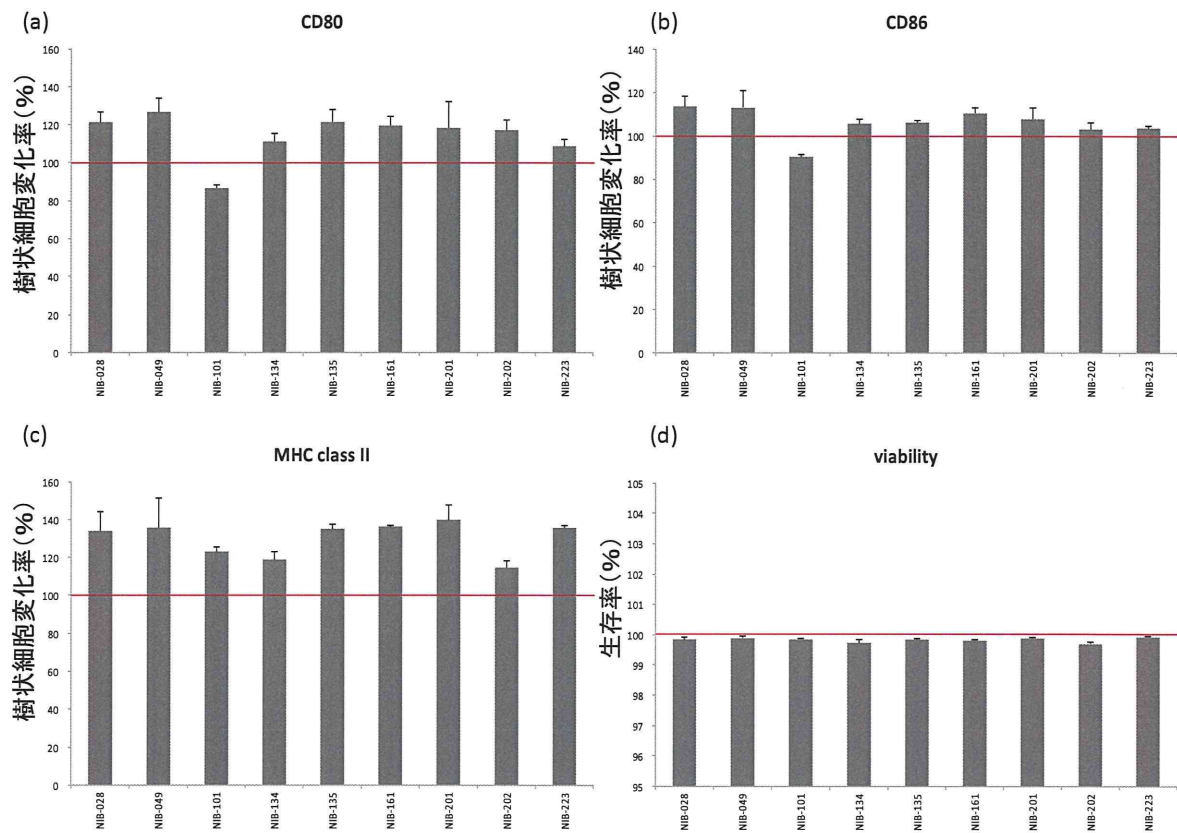 (a)
CD80
樹状細胞変化率(%)
160
140
120
100
80
60
40
20
0
NIB-028
NIB-049
NIB-101
NIB-134
NIB-135
NIB-161
NIB-201
NIB-202
NIB-223
(b)
CD86
樹状細胞変化率(%)
140
120
100
80
60
40
20
0
NIB-028
NIB-049
NIB-101
NIB-134
NIB-135
NIB-161
NIB-201
NIB-202
NIB-223
(c)
MHC class II
樹状細胞変化率(%)
160
140
120
100
80
60
40
20
0
NIB-028
NIB-049
NIB-101
NIB-134
NIB-135
NIB-161
NIB-201
NIB-202
NIB-223
(d)
viability
生存率(%)
105
104
103
102
101
100
99
98
97
96
95
NIB-028
NIB-049
NIB-101
NIB-134
NIB-135
NIB-161
NIB-201
NIB-202
NIB-223